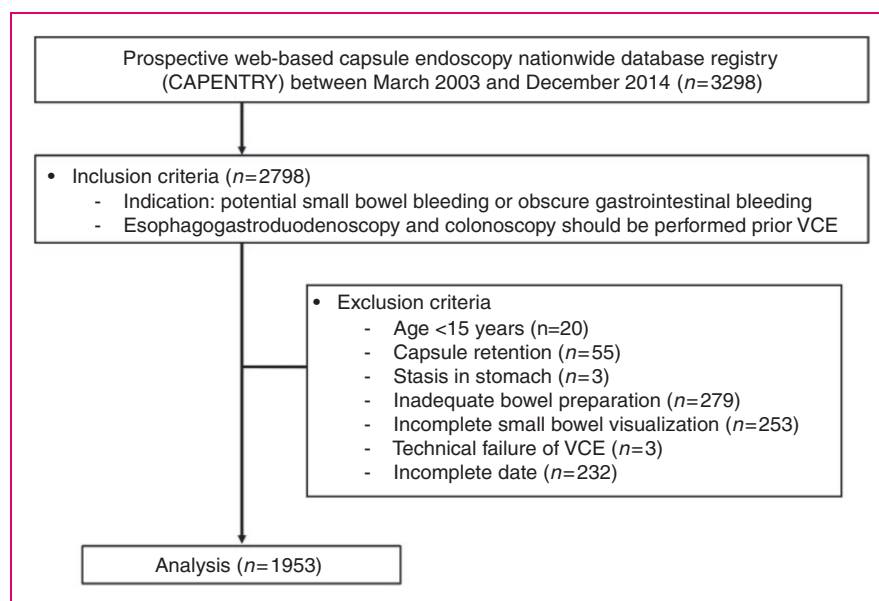 Prospective web-based capsule endoscopy nationwide database registry
(CAPENTRY) between March 2003 and December 2014 (n=3298)
• Inclusion criteria (n=2798)
- Indication: potential small bowel bleeding or obscure gastrointestinal bleeding
- Esophagogastroduodenoscopy and colonoscopy should be performed prior VCE
• Exclusion criteria
- Age <15 years (n=20)
- Capsule retention (n=55)
- Stasis in stomach (n=3)
- Inadequate bowel preparation (n=279)
- Incomplete small bowel visualization (n=253)
- Technical failure of VCE (n=3)
- Incomplete date (n=232)
Analysis (n=1953)